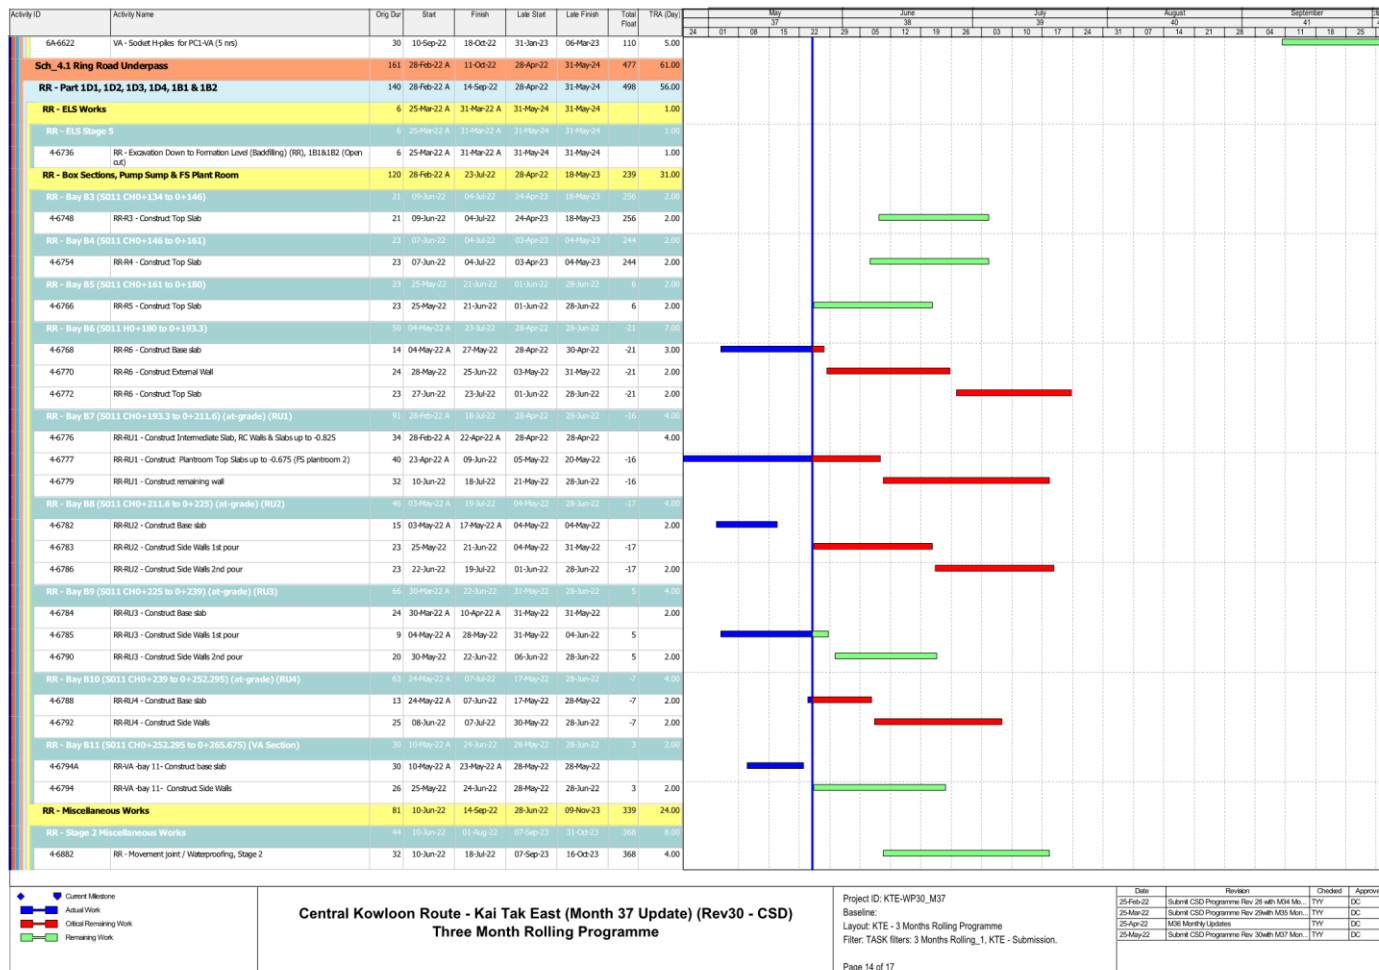 Activity ID Activity Name Orig Dur Start Finish Late Start Late Finish Total Float TRA (Day) May June July August September
37 38 39 40 41
24 01 08 15 22 29 05 12 19 26 03 10 17 24 31 07 14 21 28 04 11 18 25
6A-6622 VA - Socket H-piles for PC1-VA (5 nrs) 30 10-Sep-22 18-Oct-22 31-Jan-23 06-Mar-23 110 5.00
Sch_4.1 Ring Road Underpass 161 28-Feb-22 A 11-Oct-22 28-Apr-22 31-May-24 477 61.00
RR - Part 1D1, 1D2, 1D3, 1D4, 1B1 & 1B2 140 28-Feb-22 A 14-Sep-22 28-Apr-22 31-May-24 498 56.00
RR - ELS Works 6 25-Mar-22 A 31-Mar-22 A 31-May-24 31-May-24 1.00
RR - ELS Stage 5 6 25-Mar-22 A 31-Mar-22 A 31-May-24 31-May-24 1.00
4-6736 RR - Excavation Down to Formation Level (Backfilling) (RR), 1B1&1B2 (Open cut) 6 25-Mar-22 A 31-Mar-22 A 31-May-24 31-May-24 1.00
RR - Box Sections, Pump Sump & FS Plant Room 120 28-Feb-22 A 23-Jul-22 28-Apr-22 18-May-23 239 31.00
RR - Bay B3 (S011 CH0+134 to 0+146) 21 09-Jun-22 04-Jul-22 24-Apr-23 18-May-23 256 2.00
4-6748 RR-R3 - Construct Top Slab 21 09-Jun-22 04-Jul-22 24-Apr-23 18-May-23 256 2.00
RR - Bay B4 (S011 CH0+146 to 0+161) 23 07-Jun-22 04-Jul-22 03-Apr-23 04-May-23 244 2.00
4-6754 RR-R4 - Construct Top Slab 23 07-Jun-22 04-Jul-22 03-Apr-23 04-May-23 244 2.00
RR - Bay B5 (S011 CH0+161 to 0+180) 23 25-May-22 21-Jun-22 01-Jun-22 28-Jun-22 6 2.00
4-6766 RR-R5 - Construct Top Slab 23 25-May-22 21-Jun-22 01-Jun-22 28-Jun-22 6 2.00
RR - Bay B6 (S011 H0+180 to 0+193.3) 50 04-May-22 A 23-Jul-22 28-Apr-22 28-Jun-22 -21 7.00
4-6768 RR-R6 - Construct Base slab 14 04-May-22 A 27-May-22 28-Apr-22 30-Apr-22 -21 3.00
4-6770 RR-R6 - Construct External Wall 24 28-May-22 25-Jun-22 03-May-22 31-May-22 -21 2.00
4-6772 RR-R6 - Construct Top Slab 23 27-Jun-22 23-Jul-22 01-Jun-22 28-Jun-22 -21 2.00
RR - Bay B7 (S011 CH0+193.3 to 0+211.6) (at-grade) (RU1) 91 28-Feb-22 A 18-Jul-22 28-Apr-22 28-Jun-22 -16 4.00
4-6776 RR-RU1 - Construct Intermediate Slab, RC Walls & Slabs up to -0.825 34 28-Feb-22 A 22-Apr-22 A 28-Apr-22 28-Apr-22 4.00
4-6777 RR-RU1 - Construct Plantroom Top Slabs up to -0.675 (FS plantroom 2) 40 23-Apr-22 A 09-Jun-22 05-May-22 20-May-22 -16
4-6779 RR-RU1 - Construct remaining wall 32 10-Jun-22 18-Jul-22 21-May-22 28-Jun-22 -16
RR - Bay B8 (S011 CH0+211.6 to 0+225) (at-grade) (RU2) 46 03-May-22 A 19-Jul-22 04-May-22 28-Jun-22 -17 4.00
4-6782 RR-RU2 - Construct Base slab 15 03-May-22 A 17-May-22 A 04-May-22 04-May-22 2.00
4-6783 RR-RU2 - Construct Side Walls 1st pour 23 25-May-22 21-Jun-22 04-May-22 31-May-22 -17
4-6786 RR-RU2 - Construct Side Walls 2nd pour 23 22-Jun-22 19-Jul-22 01-Jun-22 28-Jun-22 -17 2.00
RR - Bay B9 (S011 CH0+225 to 0+239) (at-grade) (RU3) 66 30-Mar-22 A 22-Jun-22 31-May-22 28-Jun-22 5 4.00
4-6784 RR-RU3 - Construct Base slab 24 30-Mar-22 A 10-Apr-22 A 31-May-22 31-May-22 2.00
4-6785 RR-RU3 - Construct Side Walls 1st pour 9 04-May-22 A 28-May-22 31-May-22 04-Jun-22 5
4-6790 RR-RU3 - Construct Side Walls 2nd pour 20 30-May-22 22-Jun-22 06-Jun-22 28-Jun-22 5 2.00
RR - Bay B10 (S011 CH0+239 to 0+252.295) (at-grade) (RU4) 63 24-May-22 A 07-Jul-22 17-May-22 28-Jun-22 -7 4.00
4-6788 RR-RU4 - Construct Base slab 13 24-May-22 A 07-Jun-22 17-May-22 28-May-22 -7 2.00
4-6792 RR-RU4 - Construct Side Walls 25 08-Jun-22 07-Jul-22 30-May-22 28-Jun-22 -7 2.00
RR - Bay B11 (S011 CH0+252.295 to 0+265.675) (VA Section) 30 10-May-22 A 24-Jun-22 28-May-22 28-Jun-22 3 2.00
4-6794A RR-VA -bay 11- Construct base slab 30 10-May-22 A 23-May-22 A 28-May-22 28-May-22
4-6794 RR-VA -bay 11- Construct Side Walls 26 25-May-22 24-Jun-22 28-May-22 28-Jun-22 3 2.00
RR - Miscellaneous Works 81 10-Jun-22 14-Sep-22 28-Jun-22 09-Nov-23 339 24.00
RR - Stage 2 Miscellaneous Works 44 10-Jun-22 01-Aug-22 07-Sep-23 31-Oct-23 368 8.00
4-6882 RR - Movement joint / Waterproofing, Stage 2 32 10-Jun-22 18-Jul-22 07-Sep-23 16-Oct-23 368 4.00
Current Milestone
Actual Work
Critical Remaining Work
Remaining Work
Central Kowloon Route - Kai Tak East (Month 37 Update) (Rev30 - CSD)
Three Month Rolling Programme
Project ID: KTE-WP30_M37
Baseline:
Layout: KTE - 3 Months Rolling Programme
Filter: TASK filters: 3 Months Rolling_1, KTE - Submission.
Page 14 of 17
Date Revision Checked Approve
25-Feb-22 Submit CSD Programme Rev 28 with M34 Mo... TYY DC
25-Mar-22 Submit CSD Programme Rev 29with M35 Mon... TYY DC
25-Apr-22 M36 Monthly Updates TYY DC
25-May-22 Submit CSD Programme Rev 30with M37 Mon... TYY DC